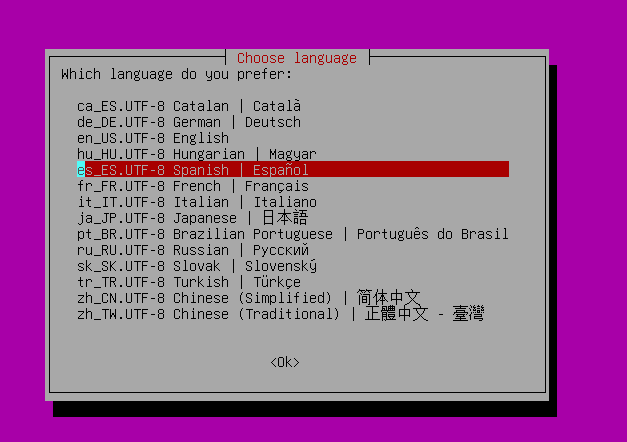 Choose language
Which language do you prefer:
ca_ES.UTF-8 Catalan | Català
de_DE.UTF-8 German | Deutsch
en_US.UTF-8 English
hu_HU.UTF-8 Hungarian | Magyar
es_ES.UTF-8 Spanish | Español
fr_FR.UTF-8 French | Français
it_IT.UTF-8 Italian | Italiano
ja_JP.UTF-8 Japanese | 日本語
pt_BR.UTF-8 Brazilian Portuguese | Português do Brasil
ru_RU.UTF-8 Russian | Русский
sk_SK.UTF-8 Slovak | Slovenský
tr_TR.UTF-8 Turkish | Türkçe
zh_CN.UTF-8 Chinese (Simplified) | 简体中文
zh_TW.UTF-8 Chinese (Traditional) | 正體中文 - 臺灣
<Ok>